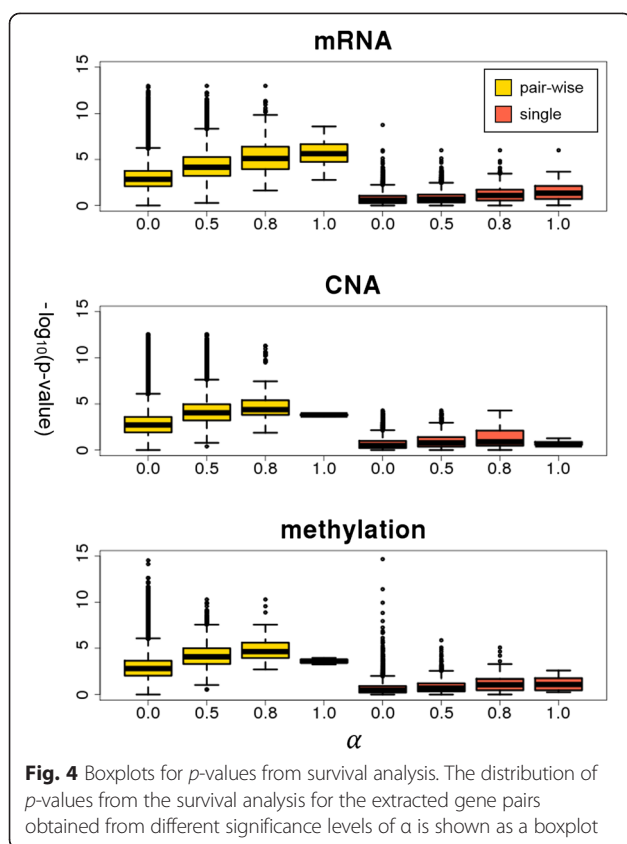 mRNA
15
10
5
0
pair-wise
single
0.0 0.5 0.8 1.0 0.0 0.5 0.8 1.0
CNA
-log10(p-value)
15
10
5
0
0.0 0.5 0.8 1.0 0.0 0.5 0.8 1.0
methylation
15
10
5
0
0.0 0.5 0.8 1.0 0.0 0.5 0.8 1.0
α
Fig. 4 Boxplots for p-values from survival analysis. The distribution of
p-values from the survival analysis for the extracted gene pairs
obtained from different significance levels of α is shown as a boxplot